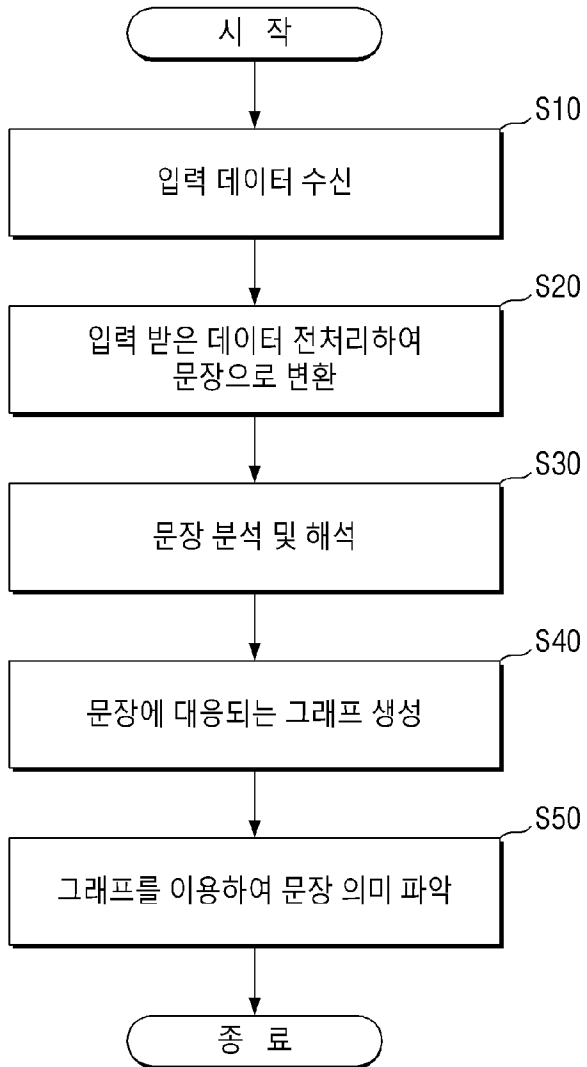 시 작
S10
입력 데이터 수신
S20
입력 받은 데이터 전처리하여
문장으로 변환
S30
문장 분석 및 해석
S40
문장에 대응되는 그래프 생성
S50
그래프를 이용하여 문장 의미 파악
종 료